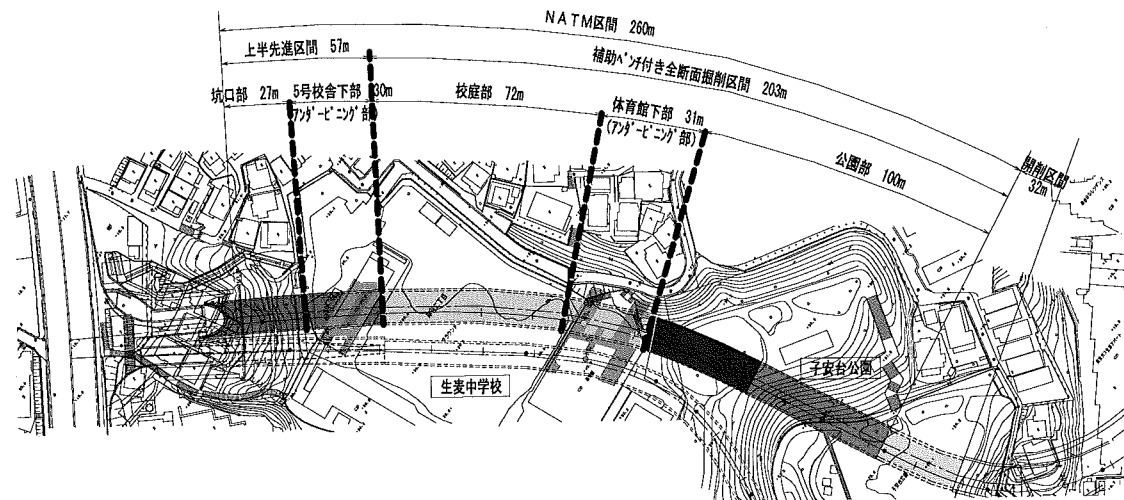 NATM区間 260m
上半先進区間 57m
補助ﾍﾞﾝﾁ付き全断面掘削区間 203m
坑口部 27m
5号校舎下部 30m
(ｱﾝﾀﾞｰﾋﾟﾆﾝｸﾞ部)
校庭部 72m
体育館下部 31m
(ｱﾝﾀﾞｰﾋﾟﾆﾝｸﾞ部)
公園部 100m
開削区間
32m
生麦中学校
子安台公園